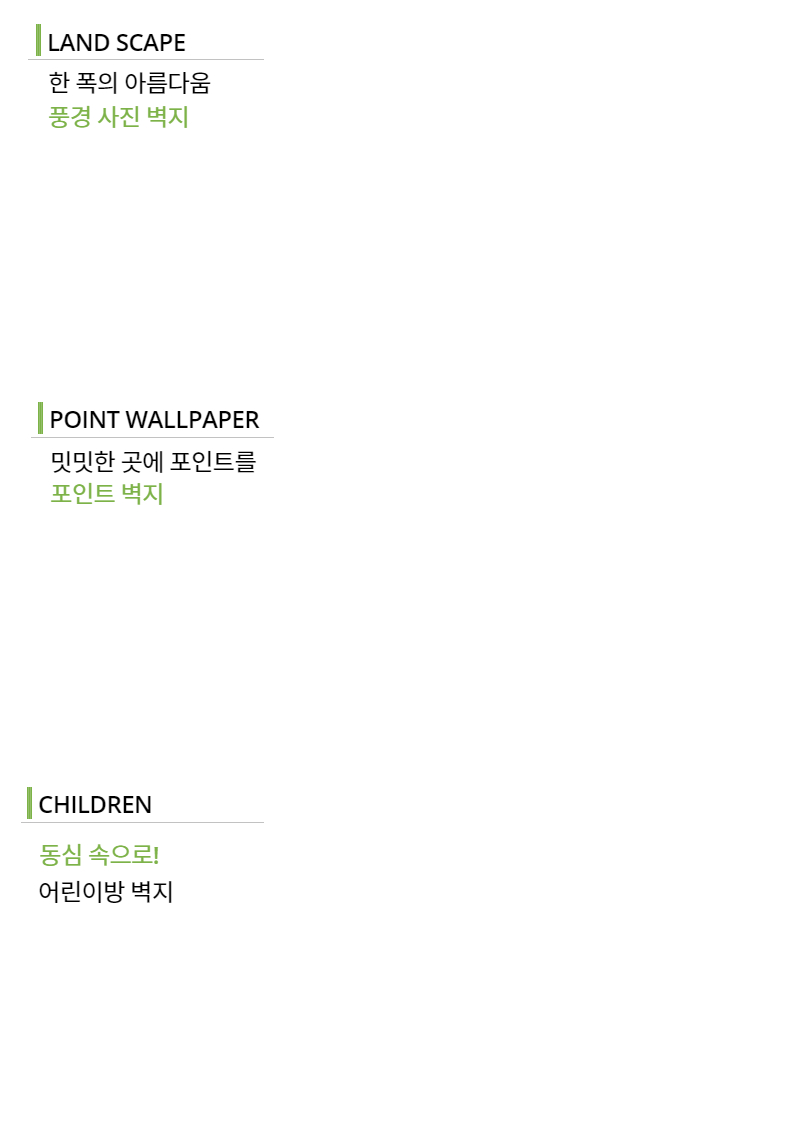 LAND SCAPE
한 폭의 아름다움
풍경 사진 벽지
POINT WALLPAPER
밋밋한 곳에 포인트를
포인트 벽지
CHILDREN
동심 속으로!
어린이방 벽지